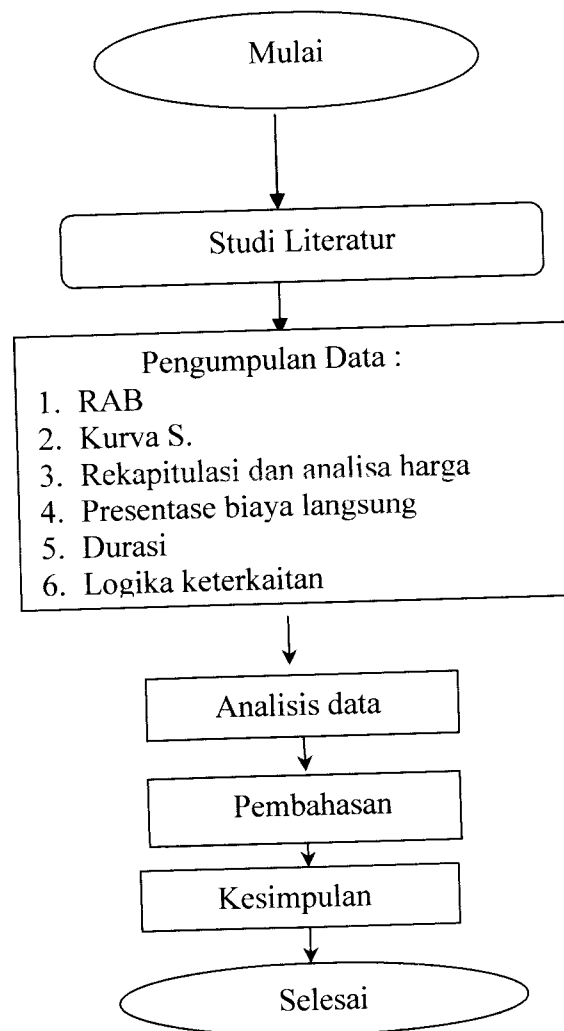 Mulai
Studi Literatur
Pengumpulan Data :
1. RAB
2. Kurva S.
3. Rekapitulasi dan analisa harga
4. Presentase biaya langsung
5. Durasi
6. Logika keterkaitan
Analisis data
Pembahasan
Kesimpulan
Selesai